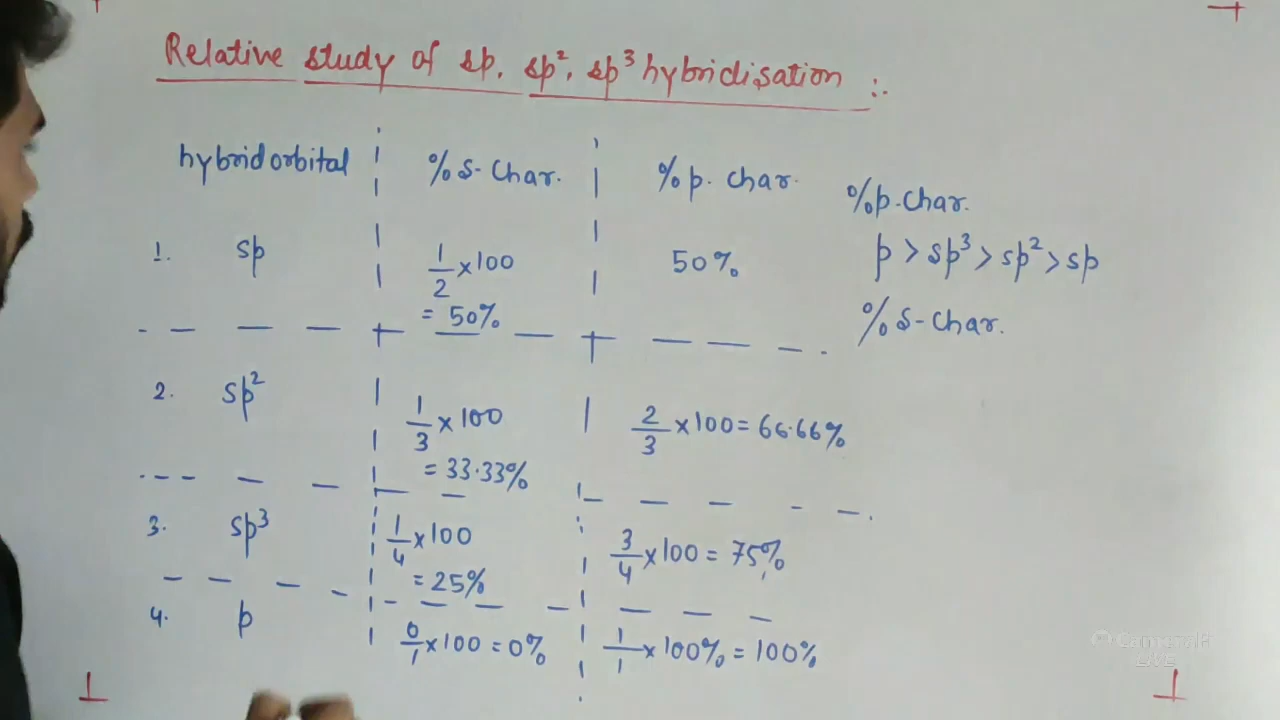 Relative study of sp, sp², sp³ hybridisation :-
hybrid orbital % s-Char. % p. Char.
1. sp 1/2 × 100 = 50% 50%
2. sp² 1/3 × 100 = 33.33% 2/3 × 100 = 66.66%
3. sp³ 1/4 × 100 = 25% 3/4 × 100 = 75%
4. p 0/1 × 100 = 0% 1/1 × 100% = 100%
% p. Char.
p > sp³ > sp² > sp
% s-Char.